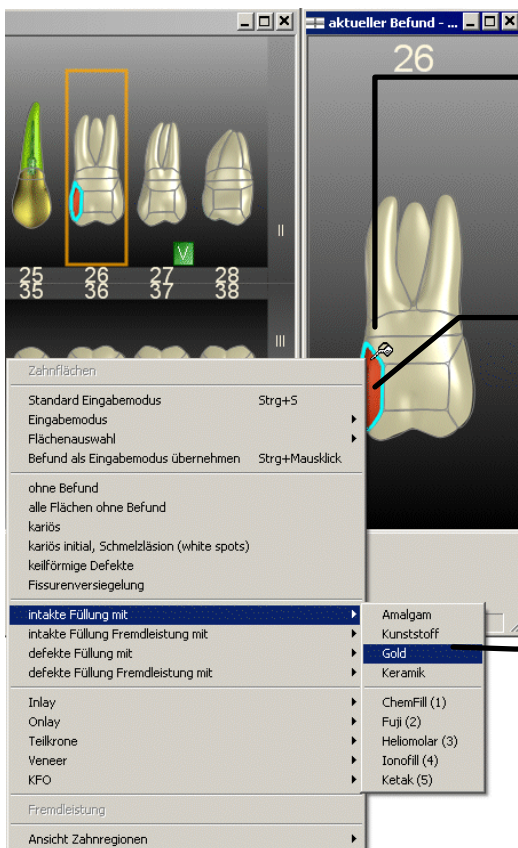 aktueller Befund - ...
26
V
II
25 26 27 28
35 36 37 38
III
Zahnflächen
Standard Eingabemodus Strg+S
Eingabemodus
Flächenauswahl
Befund als Eingabemodus übernehmen Strg+Mausklick
ohne Befund
alle Flächen ohne Befund
kariös
kariös initial, Schmelzläsion (white spots)
keilförmige Defekte
Fissurenversiegelung
intakte Füllung mit
intakte Füllung Fremdleistung mit
defekte Füllung mit
defekte Füllung Fremdleistung mit
Inlay
Onlay
Teilkrone
Veneer
KFO
Fremdleistung
Ansicht Zahnregionen
Amalgam
Kunststoff
Gold
Keramik
ChemFill (1)
Fuji (2)
Heliomolar (3)
Ionofill (4)
Ketak (5)